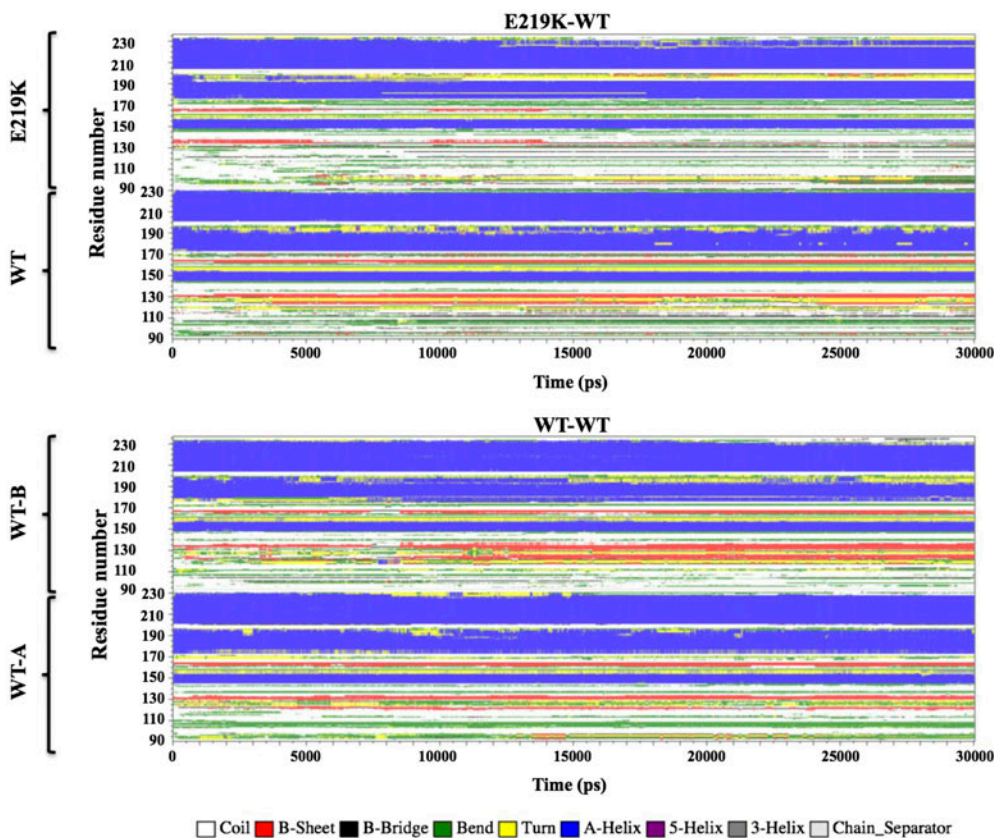 E219K-WT
E219K
WT
Residue number
230
210
190
170
150
130
110
90
230
210
190
170
150
130
110
90
0 5000 10000 15000 20000 25000 30000
Time (ps)
WT-WT
WT-B
WT-A
Residue number
230
210
190
170
150
130
110
90
230
210
190
170
150
130
110
90
0 5000 10000 15000 20000 25000 30000
Time (ps)
Coil B-Sheet B-Bridge Bend Turn A-Helix 5-Helix 3-Helix Chain_Separator